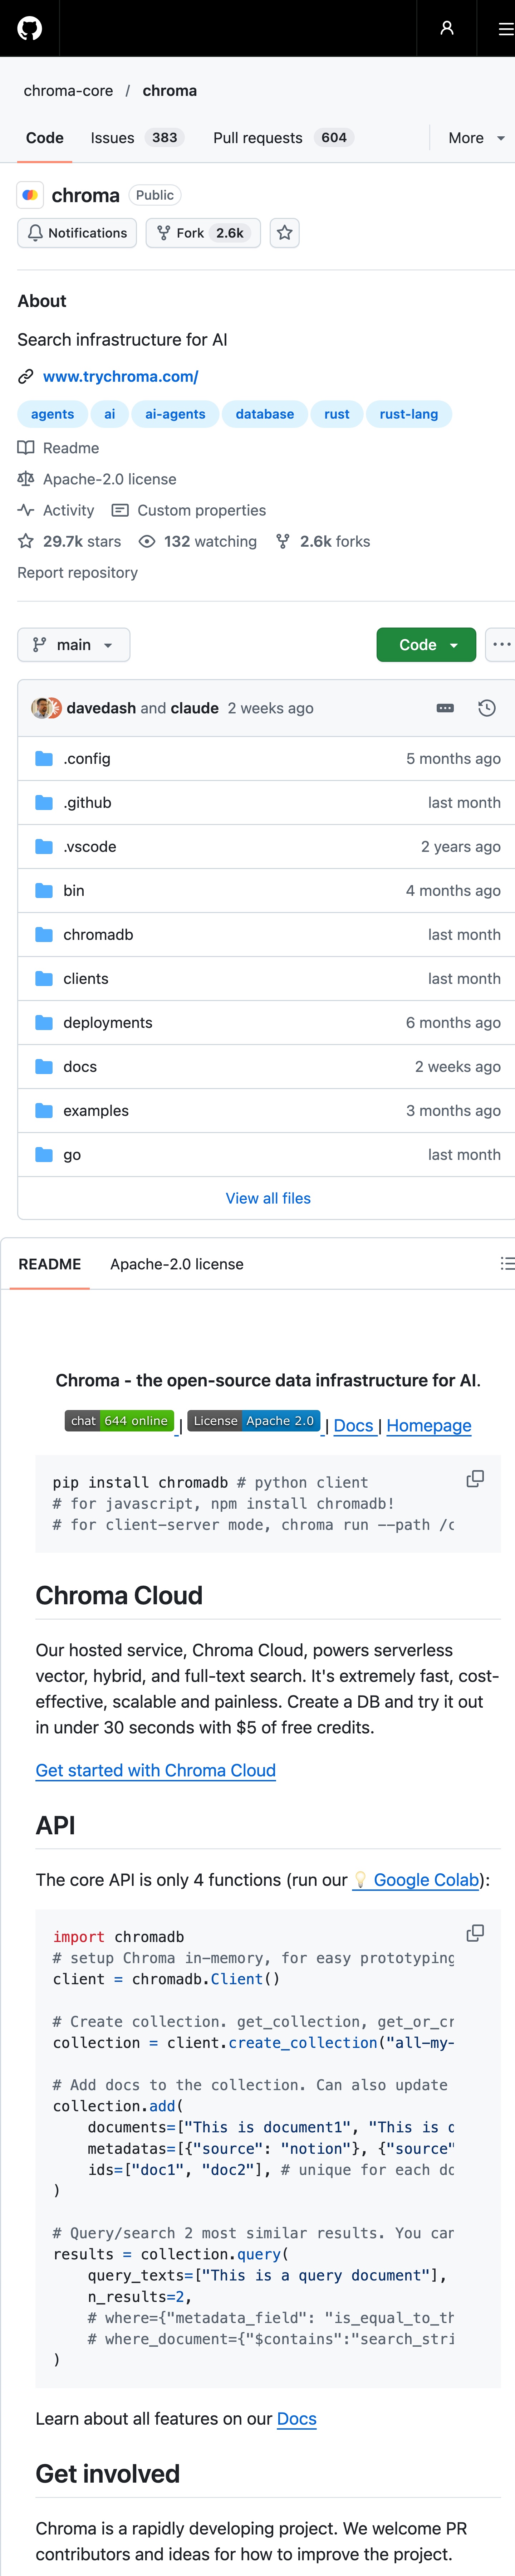 chroma-core / chroma
Code Issues 383 Pull requests 604 More
chroma Public
Notifications Fork 2.6k
About
Search infrastructure for AI
www.trychroma.com/
agents ai ai-agents database rust rust-lang
Readme
Apache-2.0 license
Activity Custom properties
29.7k stars 132 watching 2.6k forks
Report repository
main Code
davedash and claude 2 weeks ago
.config 5 months ago
.github last month
.vscode 2 years ago
bin 4 months ago
chromadb last month
clients last month
deployments 6 months ago
docs 2 weeks ago
examples 3 months ago
go last month
View all files
README Apache-2.0 license
Chroma - the open-source data infrastructure for AI.
chat 644 online | License Apache 2.0 | Docs | Homepage
pip install chromadb # python client
# for javascript, npm install chromadb!
# for client-server mode, chroma run --path /c
Chroma Cloud
Our hosted service, Chroma Cloud, powers serverless
vector, hybrid, and full-text search. It's extremely fast, cost-
effective, scalable and painless. Create a DB and try it out
in under 30 seconds with $5 of free credits.
Get started with Chroma Cloud
API
The core API is only 4 functions (run our 💡 Google Colab):
import chromadb
# setup Chroma in-memory, for easy prototyping
client = chromadb.Client()
# Create collection. get_collection, get_or_cr
collection = client.create_collection("all-my-
# Add docs to the collection. Can also update
collection.add(
    documents=["This is document1", "This is d
    metadatas=[{"source": "notion"}, {"source"
    ids=["doc1", "doc2"], # unique for each do
)
# Query/search 2 most similar results. You can
results = collection.query(
    query_texts=["This is a query document"],
    n_results=2,
    # where={"metadata_field": "is_equal_to_th
    # where_document={"$contains":"search_stri
)
Learn about all features on our Docs
Get involved
Chroma is a rapidly developing project. We welcome PR
contributors and ideas for how to improve the project.